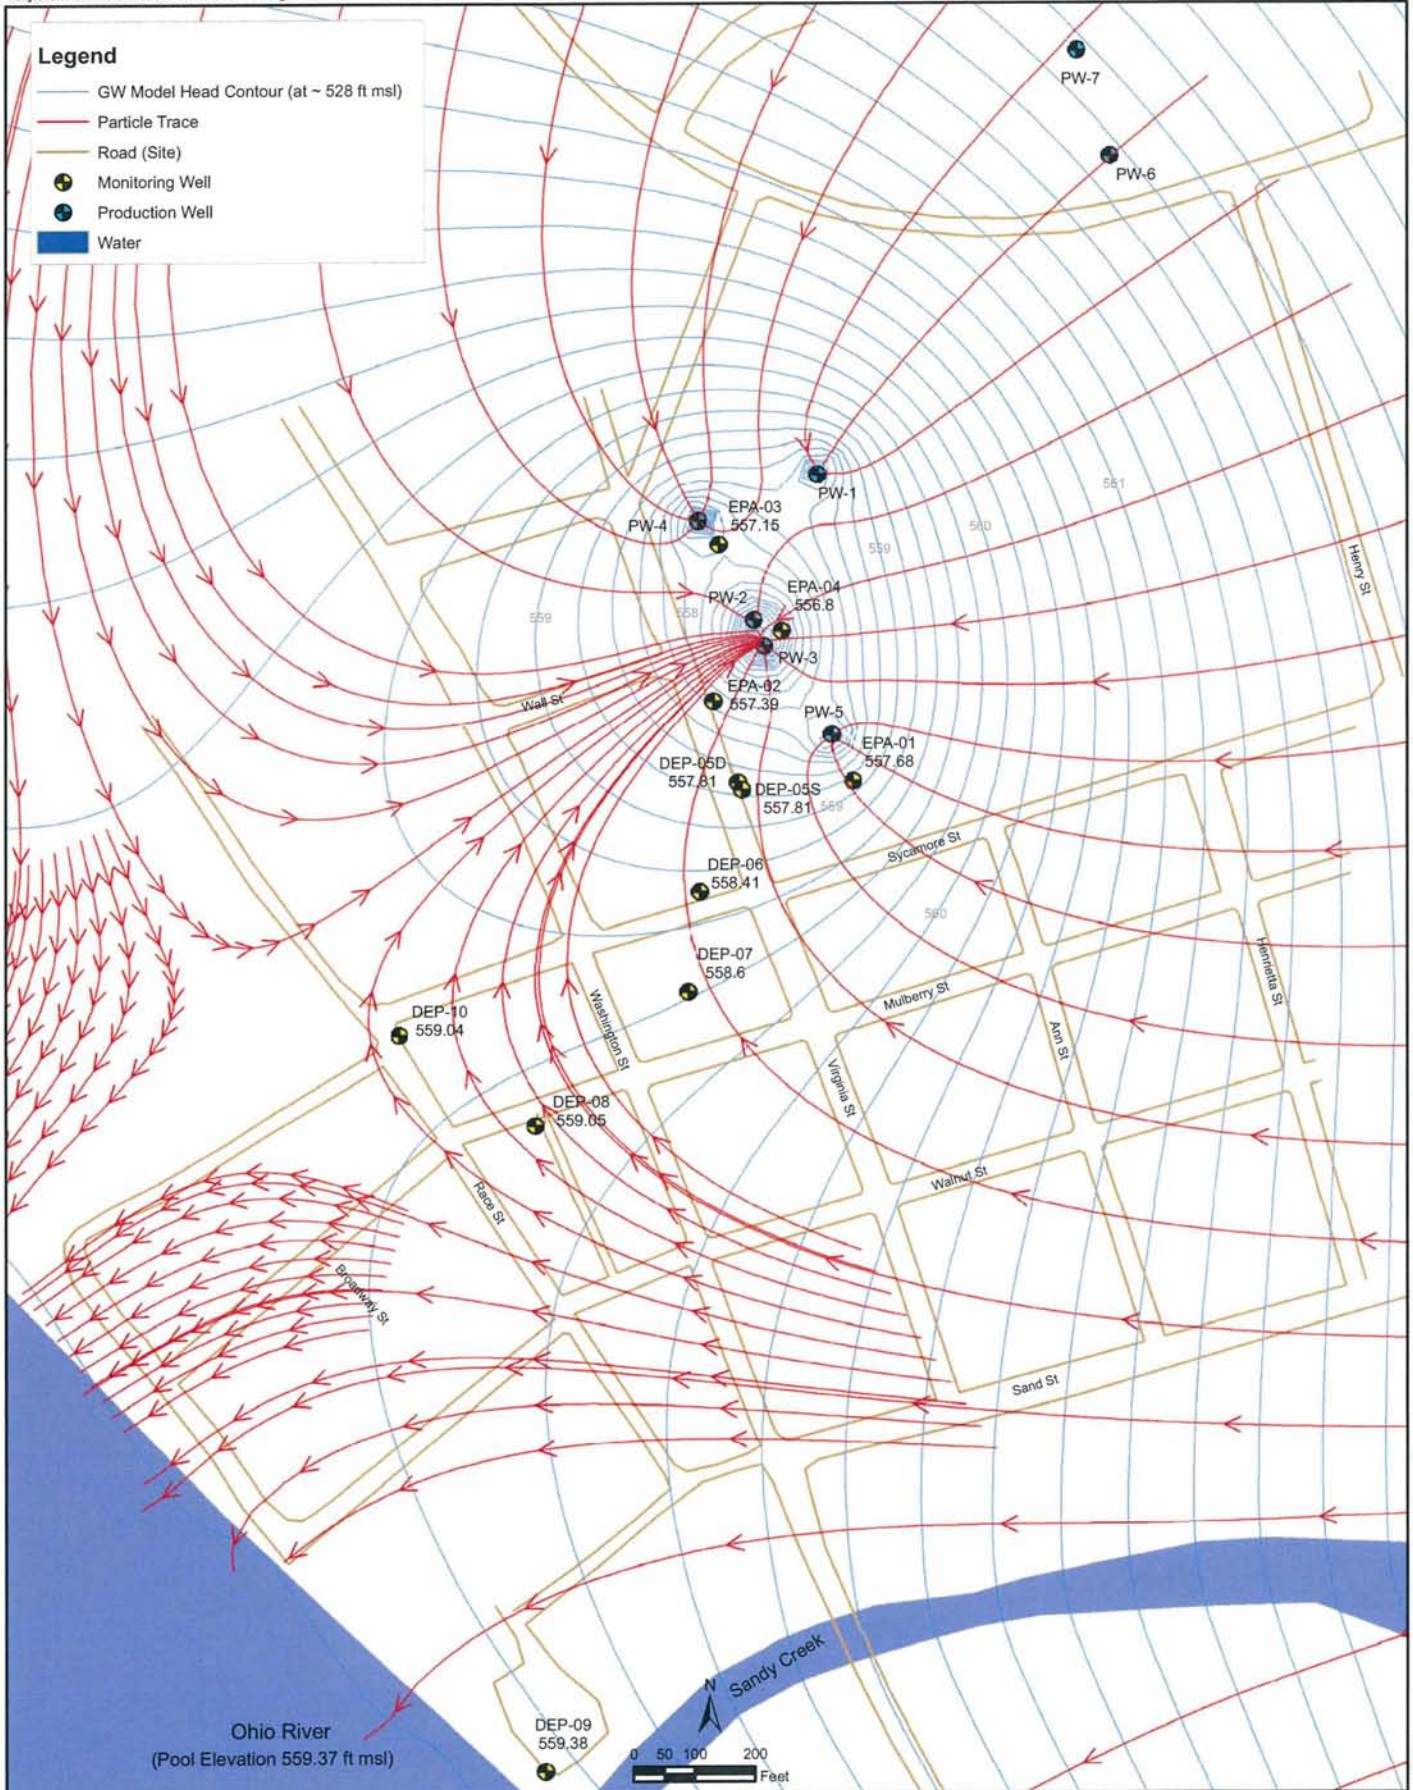 Legend
GW Model Head Contour (at ~ 528 ft msl)
Particle Trace
Road (Site)
Monitoring Well
Production Well
Water
PW-7
PW-6
PW-1
561
EPA-03
557.15
PW-4
560
559
Henry St
EPA-04
556.8
PW-2
558
559
PW-3
EPA-02
557.39
Wall St
PW-5
EPA-01
557.68
DEP-05D
557.81
DEP-05S
557.81
559
Sycamore St
DEP-06
558.41
560
DEP-07
558.6
Henrietta St
Mulberry St
Washington St
DEP-10
559.04
Ann St
Virginia St
DEP-08
559.05
Walnut St
Race St
Broadway St
Sand St
Sandy Creek
N
Ohio River
(Pool Elevation 559.37 ft msl)
DEP-09
559.38
0 50 100 200
Feet